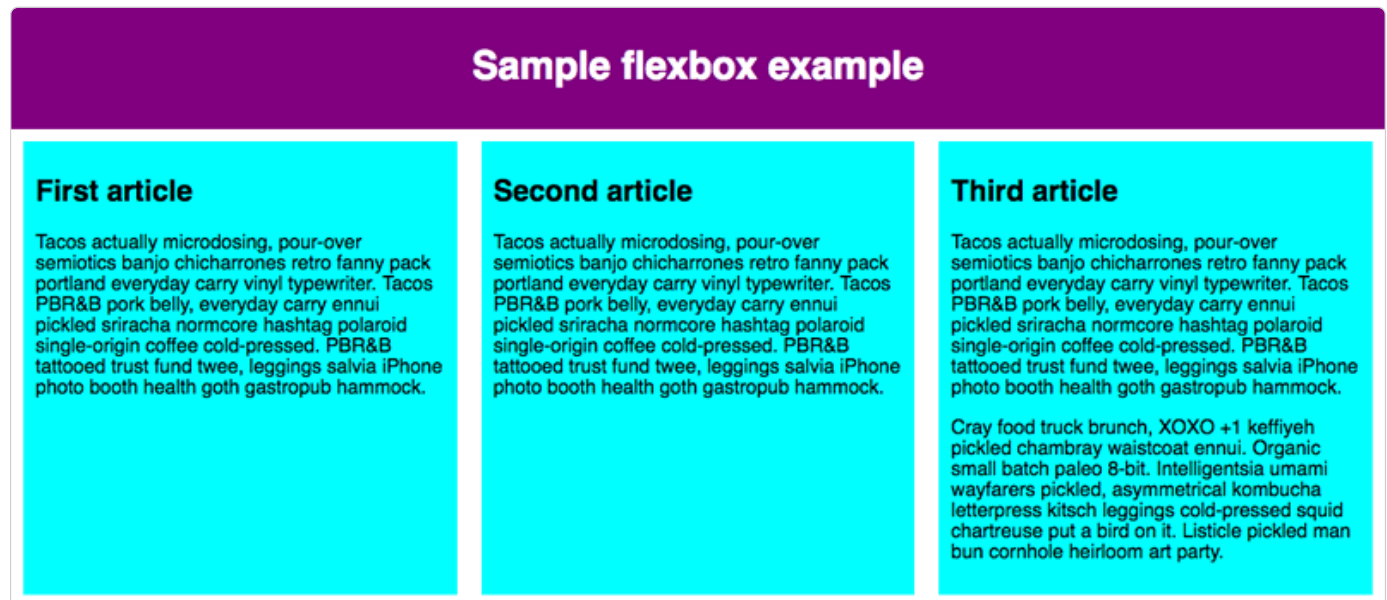 Sample flexbox example
First article
Tacos actually microdosing, pour-over
semiotics banjo chicharrones retro fanny pack
portland everyday carry vinyl typewriter. Tacos
PBR&B pork belly, everyday carry ennui
pickled sriracha normcore hashtag polaroid
single-origin coffee cold-pressed. PBR&B
tattooed trust fund twee, leggings salvia iPhone
photo booth health goth gastropub hammock.
Second article
Tacos actually microdosing, pour-over
semiotics banjo chicharrones retro fanny pack
portland everyday carry vinyl typewriter. Tacos
PBR&B pork belly, everyday carry ennui
pickled sriracha normcore hashtag polaroid
single-origin coffee cold-pressed. PBR&B
tattooed trust fund twee, leggings salvia iPhone
photo booth health goth gastropub hammock.
Third article
Tacos actually microdosing, pour-over
semiotics banjo chicharrones retro fanny pack
portland everyday carry vinyl typewriter. Tacos
PBR&B pork belly, everyday carry ennui
pickled sriracha normcore hashtag polaroid
single-origin coffee cold-pressed. PBR&B
tattooed trust fund twee, leggings salvia iPhone
photo booth health goth gastropub hammock.
Cray food truck brunch, XOXO +1 keffiyeh
pickled chambray waistcoat ennui. Organic
small batch paleo 8-bit. Intelligentsia umami
wayfarers pickled, asymmetrical kombucha
letterpress kitsch leggings cold-pressed squid
chartreuse put a bird on it. Listicle pickled man
bun cornhole heirloom art party.